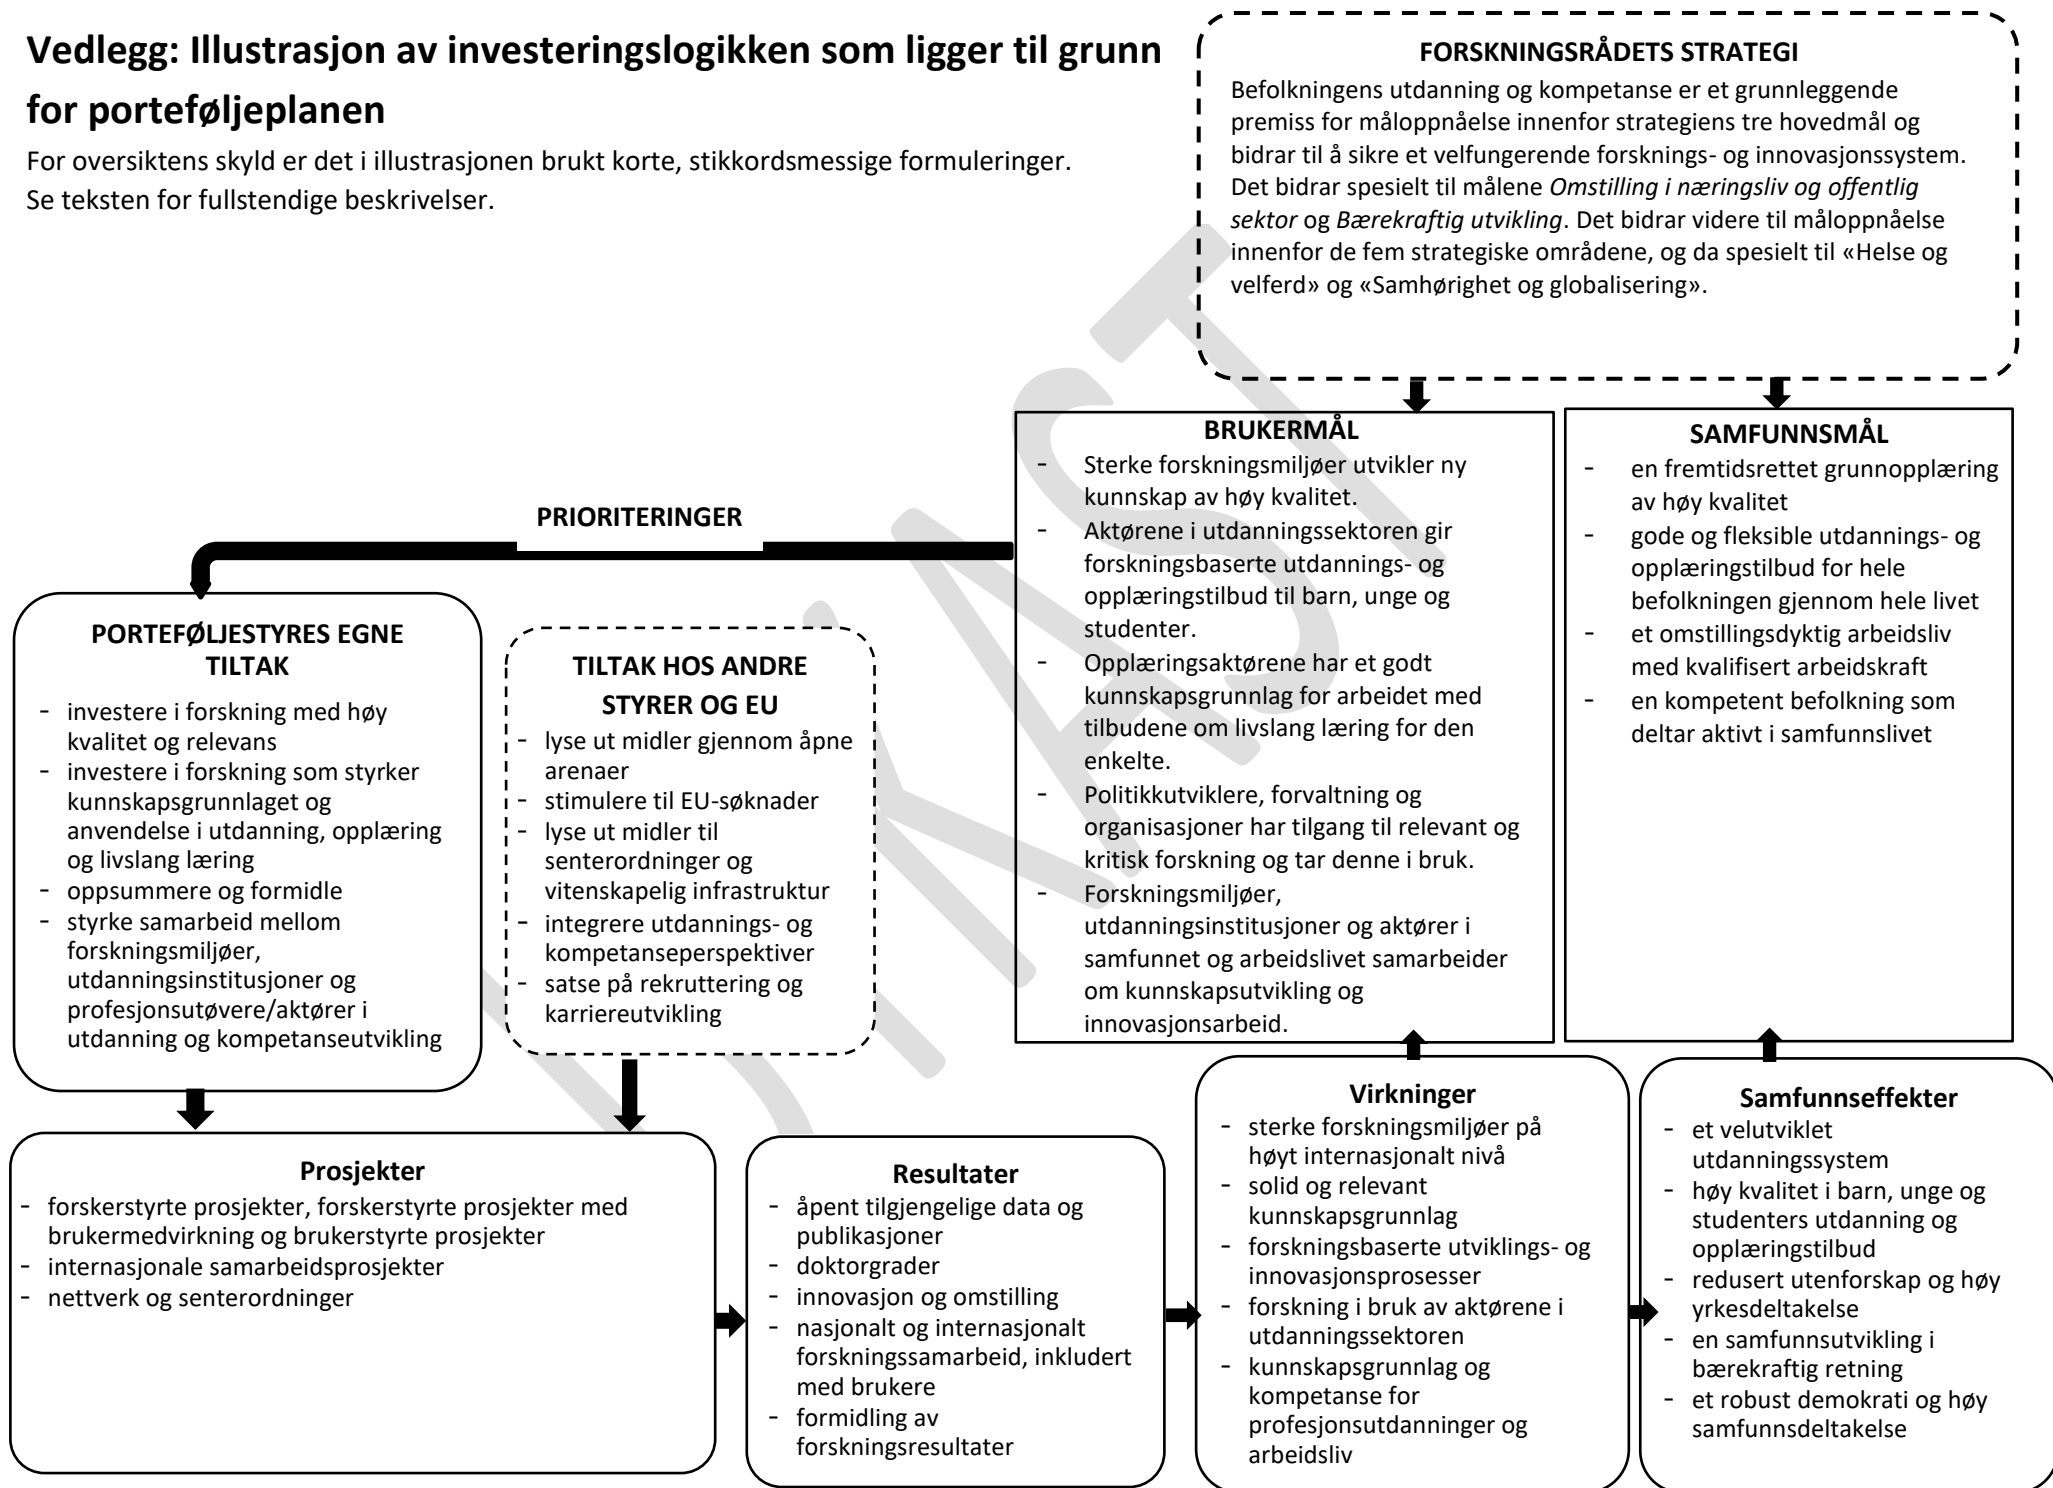 Vedlegg: Illustrasjon av investeringslogikken som ligger til grunn
for porteføljeplanen
For oversiktens skyld er det i illustrasjonen brukt korte, stikkordsmessige formuleringer.
Se teksten for fullstendige beskrivelser.
FORSKNINGSRÅDETS STRATEGI
Befolkningens utdanning og kompetanse er et grunnleggende
premiss for måloppnåelse innenfor strategiens tre hovedmål og
bidrar til å sikre et velfungerende forsknings- og innovasjonssystem.
Det bidrar spesielt til målene Omstilling i næringsliv og offentlig
sektor og Bærekraftig utvikling. Det bidrar videre til måloppnåelse
innenfor de fem strategiske områdene, og da spesielt til «Helse og
velferd» og «Samhørighet og globalisering».
BRUKERMÅL
- Sterke forskningsmiljøer utvikler ny
kunnskap av høy kvalitet.
- Aktørene i utdanningssektoren gir
forskningsbaserte utdannings- og
opplæringstilbud til barn, unge og
studenter.
- Opplæringsaktørene har et godt
kunnskapsgrunnlag for arbeidet med
tilbudene om livslang læring for den
enkelte.
- Politikkutviklere, forvaltning og
organisasjoner har tilgang til relevant og
kritisk forskning og tar denne i bruk.
- Forskningsmiljøer,
utdanningsinstitusjoner og aktører i
samfunnet og arbeidslivet samarbeider
om kunnskapsutvikling og
innovasjonsarbeid.
SAMFUNNSMÅL
- en fremtidsrettet grunnopplæring
av høy kvalitet
- gode og fleksible utdannings- og
opplæringstilbud for hele
befolkningen gjennom hele livet
- et omstillingsdyktig arbeidsliv
med kvalifisert arbeidskraft
- en kompetent befolkning som
deltar aktivt i samfunnslivet
PRIORITERINGER
PORTEFØLJESTYRES EGNE
TILTAK
- investere i forskning med høy
kvalitet og relevans
- investere i forskning som styrker
kunnskapsgrunnlaget og
anvendelse i utdanning, opplæring
og livslang læring
- oppsummere og formidle
- styrke samarbeid mellom
forskningsmiljøer,
utdanningsinstitusjoner og
profesjonsutøvere/aktører i
utdanning og kompetanseutvikling
TILTAK HOS ANDRE
STYRER OG EU
- lyse ut midler gjennom åpne
arenaer
- stimulere til EU-søknader
- lyse ut midler til
senterordninger og
vitenskapelig infrastruktur
- integrere utdannings- og
kompetanseperspektiver
- satse på rekruttering og
karriereutvikling
Prosjekter
- forskerstyrte prosjekter, forskerstyrte prosjekter med
brukermedvirkning og brukerstyrte prosjekter
- internasjonale samarbeidsprosjekter
- nettverk og senterordninger
Resultater
- åpent tilgjengelige data og
publikasjoner
- doktorgrader
- innovasjon og omstilling
- nasjonalt og internasjonalt
forskningssamarbeid, inkludert
med brukere
- formidling av
forskningsresultater
Virkninger
- sterke forskningsmiljøer på
høyt internasjonalt nivå
- solid og relevant
kunnskapsgrunnlag
- forskningsbaserte utviklings- og
innovasjonsprosesser
- forskning i bruk av aktørene i
utdanningssektoren
- kunnskapsgrunnlag og
kompetanse for
profesjonsutdanninger og
arbeidsliv
Samfunnseffekter
- et velutviklet
utdanningssystem
- høy kvalitet i barn, unge og
studenters utdanning og
opplæringstilbud
- redusert utenforskap og høy
yrkesdeltakelse
- en samfunnsutvikling i
bærekraftig retning
- et robust demokrati og høy
samfunnsdeltakelse